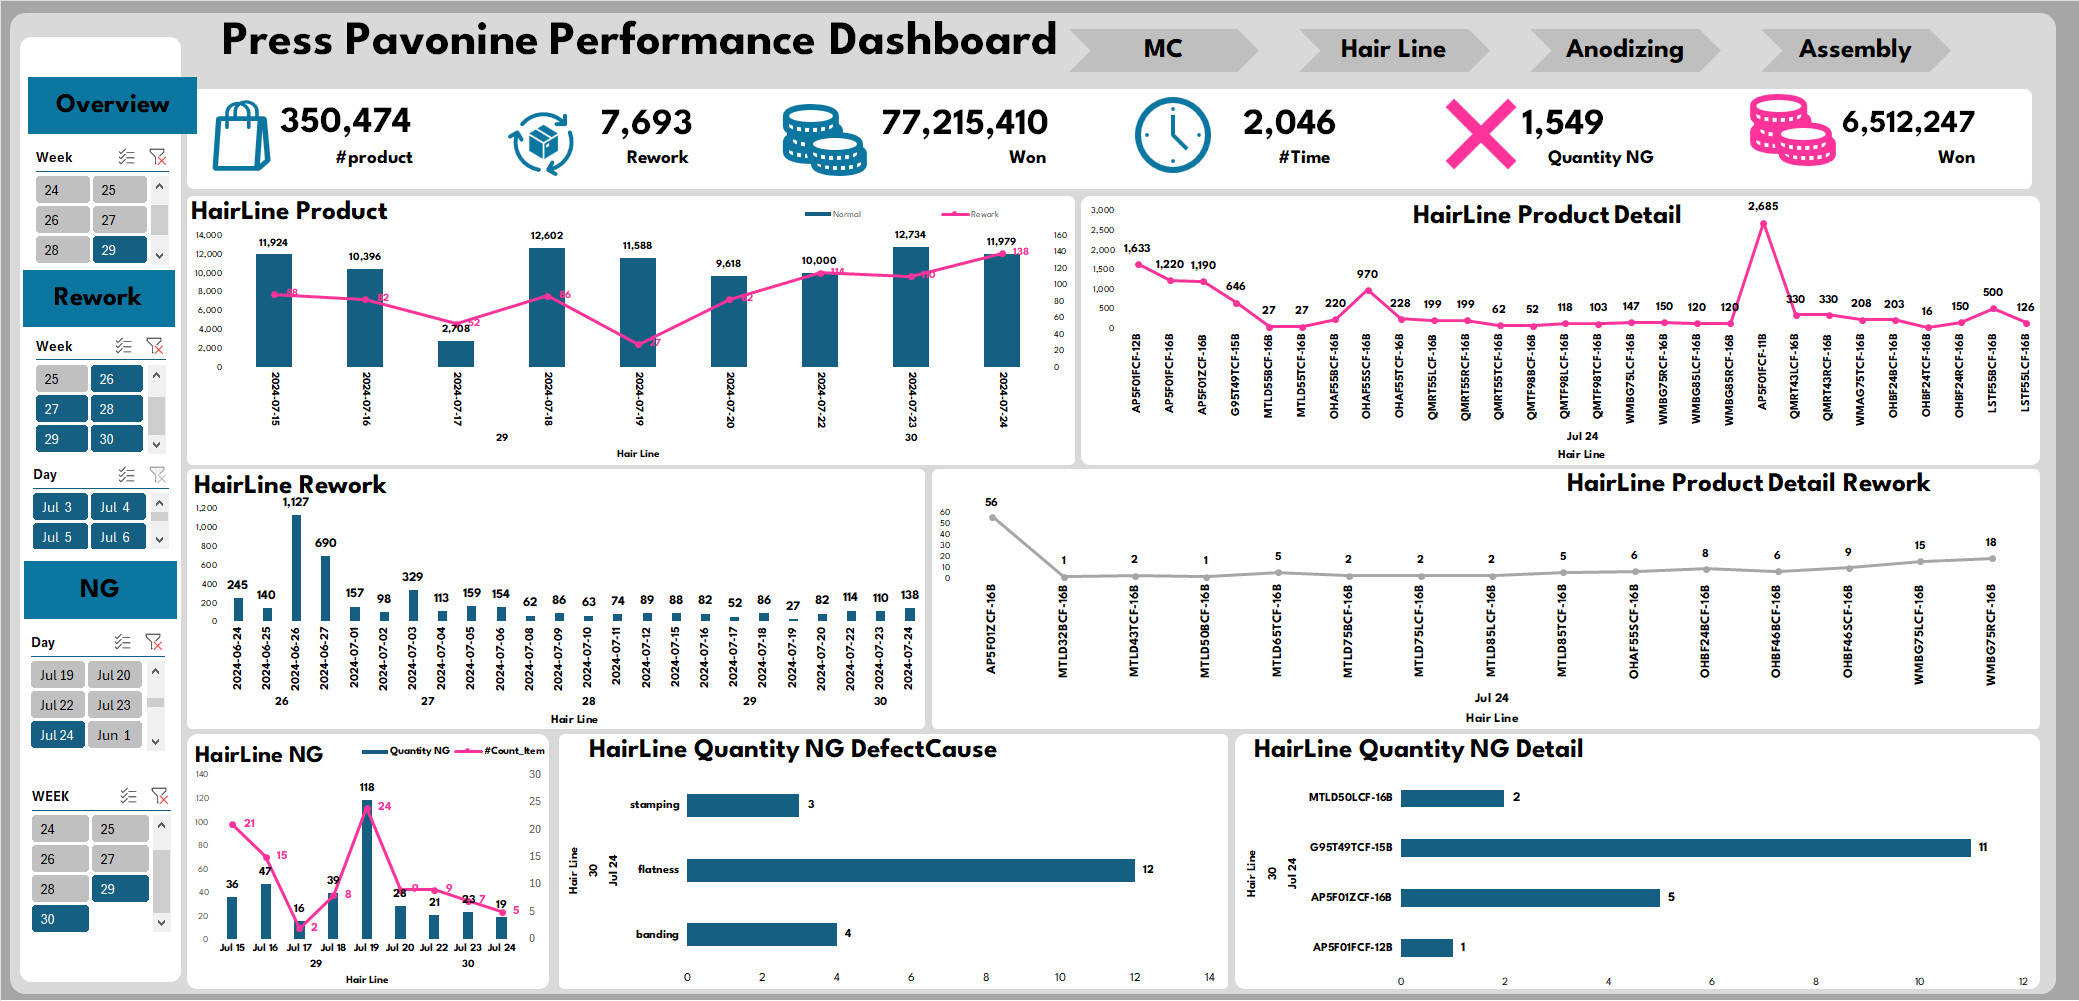 Press Pavonine Performance Dashboard
MC
Hair Line
Anodizing
Assembly
Overview
350,474
#product
7,693
Rework
77,215,410
Won
2,046
#Time
1,549
Quantity NG
6,512,247
Won
Week
24 25
26 27
28 29
Rework
Week
25 26
27 28
29 30
Day
Jul 3 Jul 4
Jul 5 Jul 6
NG
Day
Jul 19 Jul 20
Jul 22 Jul 23
Jul 24 Jun 1
WEEK
24 25
26 27
28 29
30
HairLine Product
Normal Rework
14,000
12,000
10,000
8,000
6,000
4,000
2,000
0
11,924 10,396 2,708 12,602 11,588 9,618 10,000 12,734 11,979
88 82 52 86 27 82 114 110 138
160
140
120
100
80
60
40
20
0
2024-07-15
2024-07-16
2024-07-17
2024-07-18
2024-07-19
2024-07-20
2024-07-22
2024-07-23
2024-07-24
29 30
Hair Line
HairLine Product Detail
3,000
2,500
2,000
1,500
1,000
500
0
1,633 1,220 1,190 646 27 27 220 970 228 199 199 62 52 118 103 147 150 120 120 2,685 330 330 208 203 16 150 500 126
AP5F01FCF-12B
AP5F01FCF-16B
AP5F01ZCF-16B
G95T49TCF-15B
MTLD55BCF-16B
MTLD55TCF-16B
OHAF55BCF-16B
OHAF55SCF-16B
OHAF55TCF-16B
QMRT55LCF-16B
QMRT55RCF-16B
QMRT55TCF-16B
QMTF98BCF-16B
QMTF98LCF-16B
QMTF98TCF-16B
WMBG75LCF-16B
WMBG75RCF-16B
WMBG85LCF-16B
WMBG85RCF-16B
AP5F01FCF-11B
QMRT43LCF-16B
QMRT43RCF-16B
WMAG75TCF-16B
OHBF24BCF-16B
OHBF24TCF-16B
OHBF24RCF-16B
LSTF55BCF-16B
LSTF55LCF-16B
Jul 24
Hair Line
HairLine Rework
1,200
1,000
800
600
400
200
0
245 140 1,127 690 157 98 329 113 159 154 62 86 63 74 89 88 82 52 86 27 82 114 110 138
2024-06-24
2024-06-25
2024-06-26
2024-06-27
2024-07-01
2024-07-02
2024-07-03
2024-07-04
2024-07-05
2024-07-06
2024-07-08
2024-07-09
2024-07-10
2024-07-11
2024-07-12
2024-07-15
2024-07-16
2024-07-17
2024-07-18
2024-07-19
2024-07-20
2024-07-22
2024-07-23
2024-07-24
26 27 28 29 30
Hair Line
HairLine Product Detail Rework
60
50
40
30
20
10
0
56 1 2 1 5 2 2 2 5 6 8 6 9 15 18
AP5F01ZCF-16B
MTLD32BCF-16B
MTLD43TCF-16B
MTLD50BCF-16B
MTLD65TCF-16B
MTLD75BCF-16B
MTLD75LCF-16B
MTLD85LCF-16B
MTLD85TCF-16B
OHAF55SCF-16B
OHBF24BCF-16B
OHBF46BCF-16B
OHBF46SCF-16B
WMBG75LCF-16B
WMBG75RCF-16B
Jul 24
Hair Line
HairLine NG
Quantity NG #Count_Item
140
120
100
80
60
40
20
0
36 47 16 39 118 28 21 23 19
21 15 2 8 24 9 9 7 5
30
25
20
15
10
5
0
Jul 15 Jul 16 Jul 17 Jul 18 Jul 19 Jul 20 Jul 22 Jul 23 Jul 24
29 30
Hair Line
HairLine Quantity NG DefectCause
Hair Line
30
Jul 24
stamping 3
flatness 12
banding 4
0 2 4 6 8 10 12 14
HairLine Quantity NG Detail
Hair Line
30
Jul 24
MTLD50LCF-16B 2
G95T49TCF-15B 11
AP5F01ZCF-16B 5
AP5F01FCF-12B 1
0 2 4 6 8 10 12